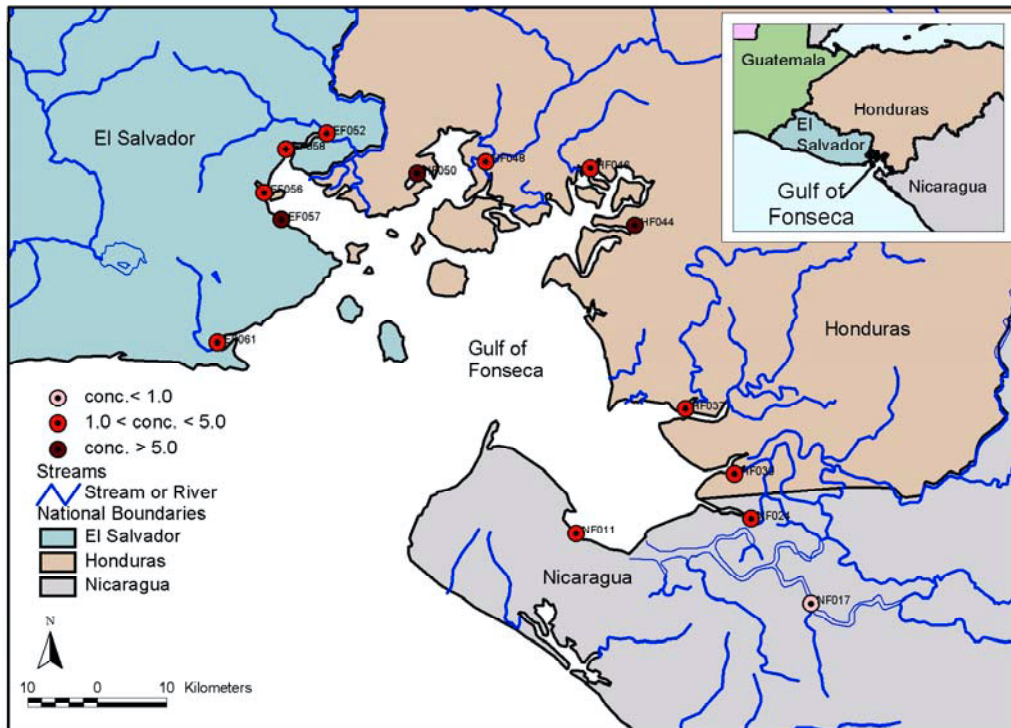 El Salvador
EF052
EF056
EF057
HF050
HF046
HF044
Guatemala
Honduras
El
Salvador
Nicaragua
Gulf of
Fonseca
Gulf of
Fonseca
Honduras
NF011
NF024
NF017
Nicaragua
conc.< 1.0
1.0 < conc. < 5.0
conc. > 5.0
Streams
Stream or River
National Boundaries
El Salvador
Honduras
Nicaragua
N
10 0 10 Kilometers